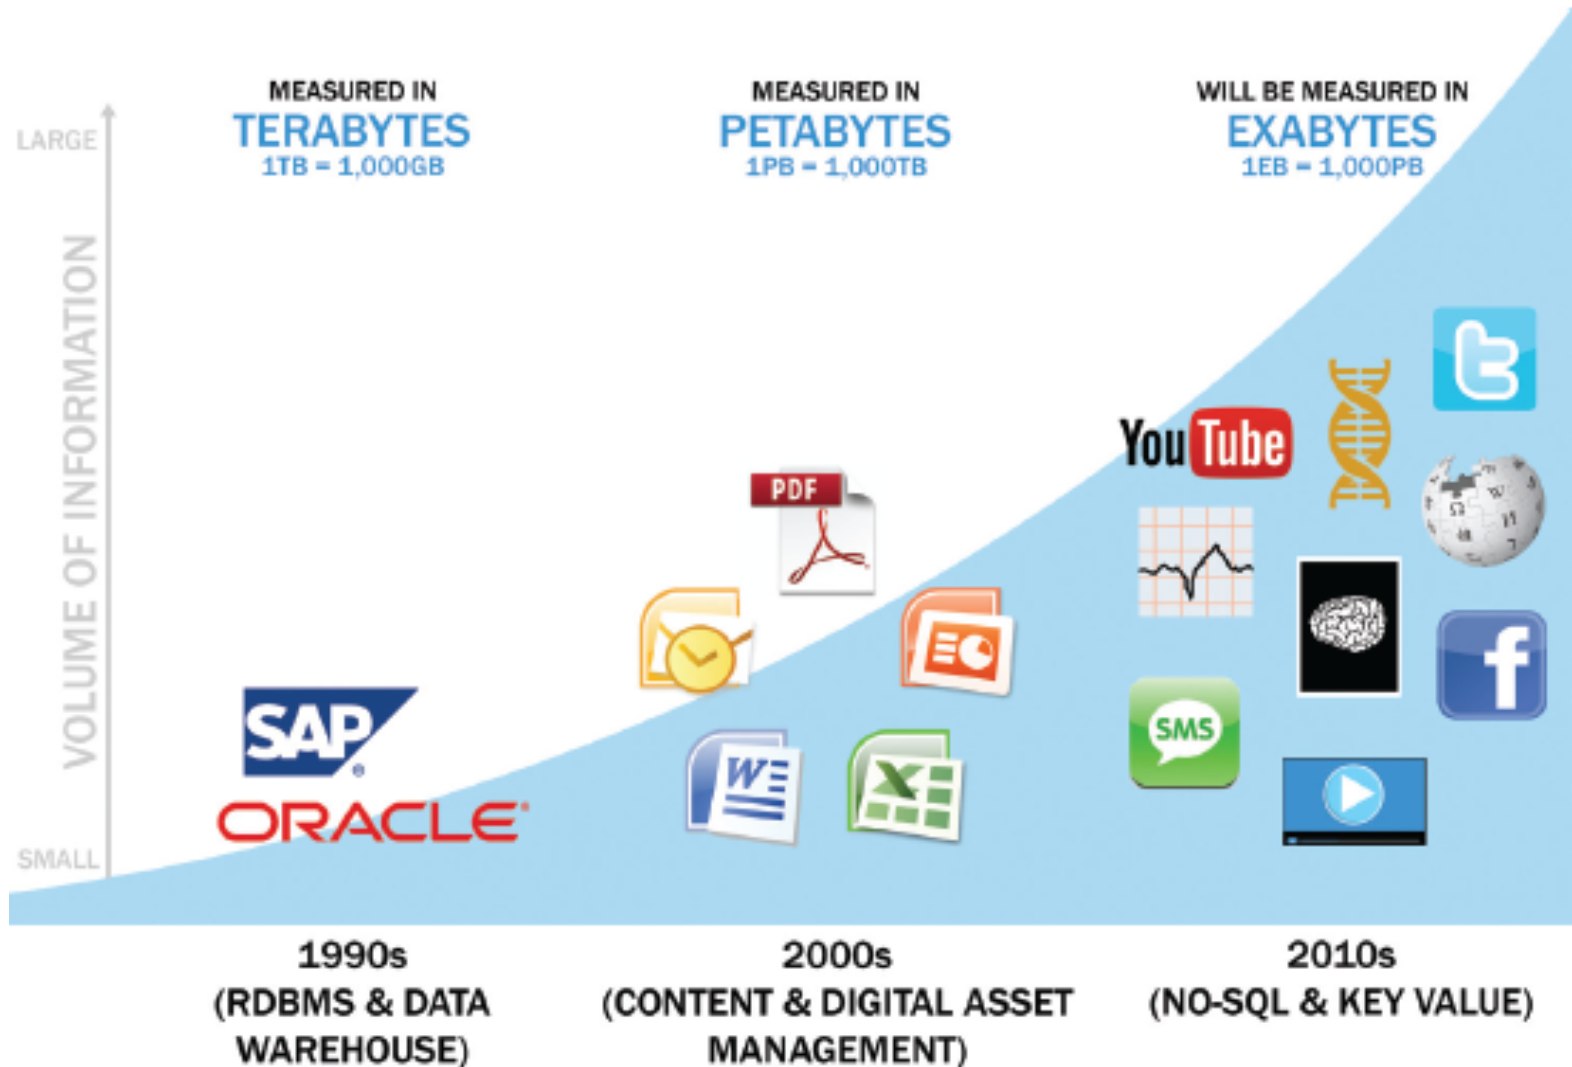 MEASURED IN
TERABYTES
1TB = 1,000GB
MEASURED IN
PETABYTES
1PB = 1,000TB
WILL BE MEASURED IN
EXABYTES
1EB = 1,000PB
LARGE
VOLUME OF INFORMATION
SMALL
SAP®
ORACLE®
PDF
W
X
YouTube
t
SMS
f
1990s
(RDBMS & DATA
WAREHOUSE)
2000s
(CONTENT & DIGITAL ASSET
MANAGEMENT)
2010s
(NO-SQL & KEY VALUE)